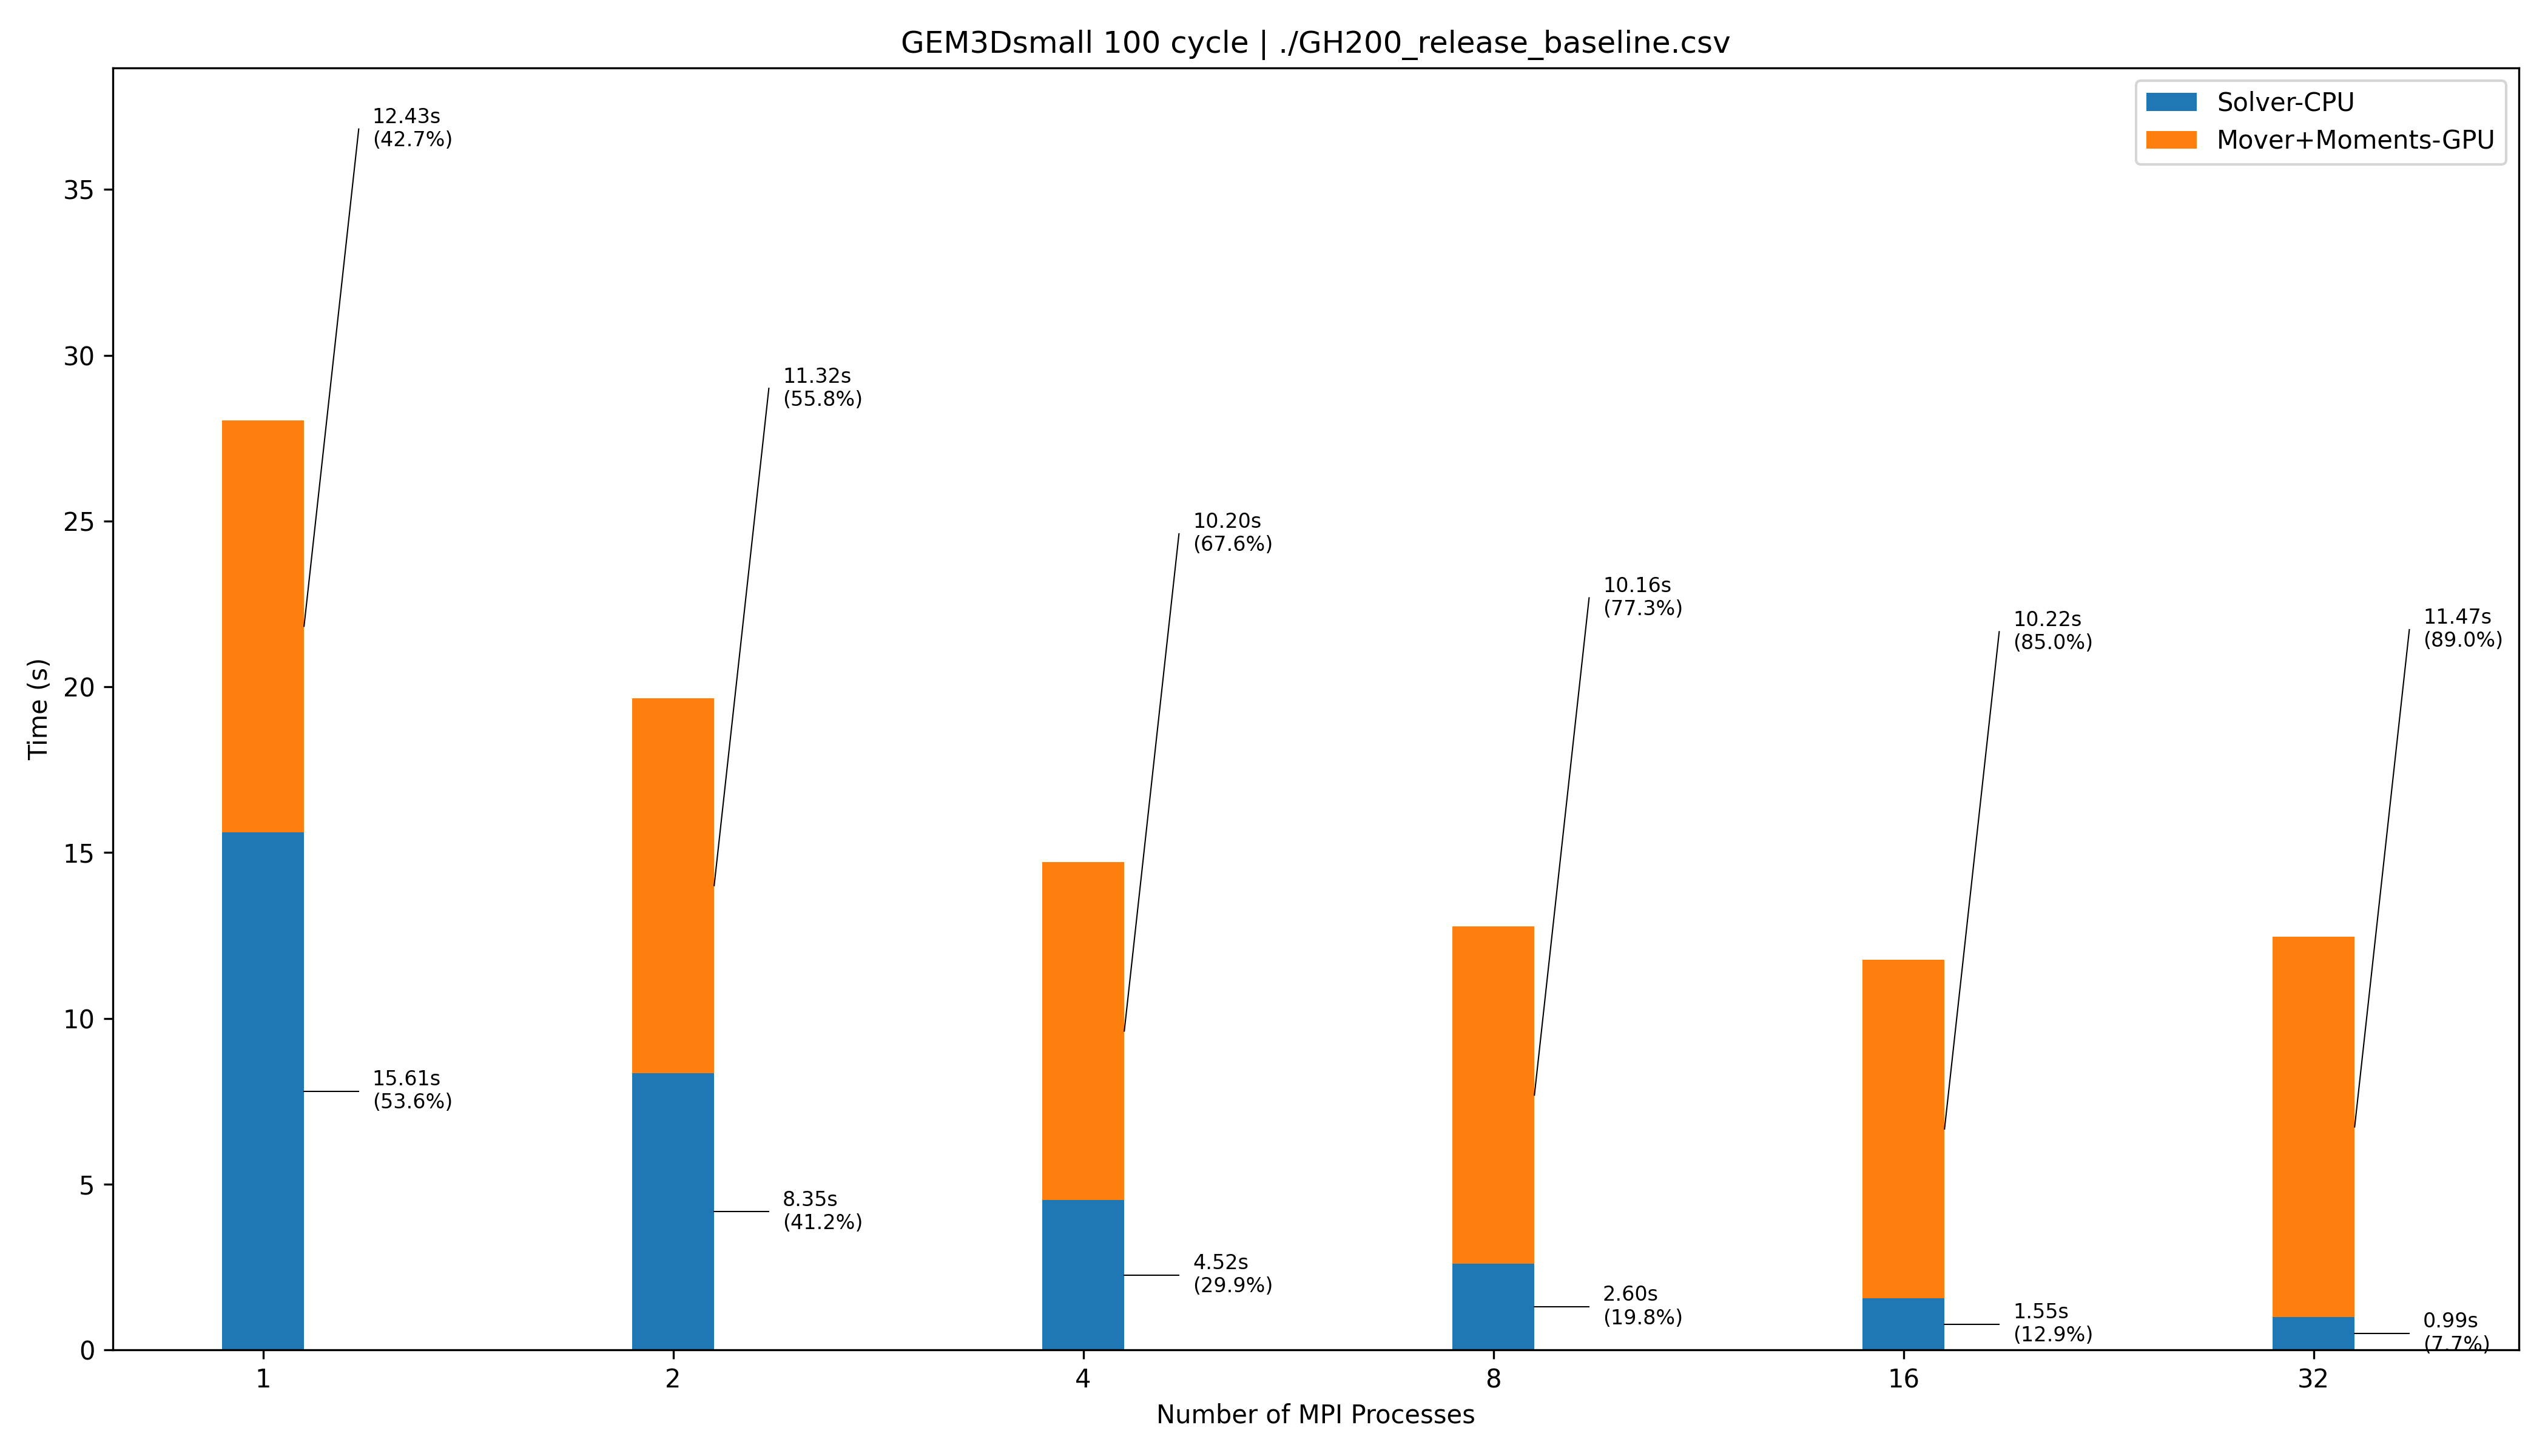 GEM3Dsmall 100 cycle | ./GH200_release_baseline.csv
Solver-CPU
Mover+Moments-GPU
Time (s)
35
30
25
20
15
10
5
0
12.43s
(42.7%)
15.61s
(53.6%)
11.32s
(55.8%)
8.35s
(41.2%)
10.20s
(67.6%)
4.52s
(29.9%)
10.16s
(77.3%)
2.60s
(19.8%)
10.22s
(85.0%)
1.55s
(12.9%)
11.47s
(89.0%)
0.99s
(7.7%)
1 2 4 8 16 32
Number of MPI Processes